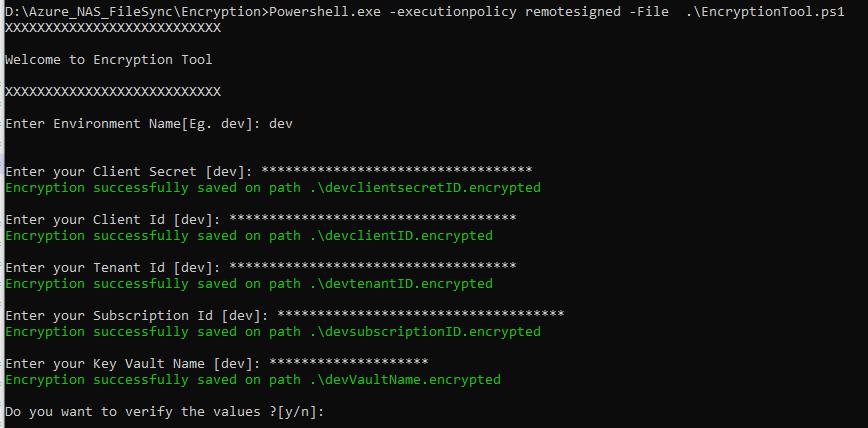 D:\Azure_NAS_FileSync\Encryption>Powershell.exe -executionpolicy remotesigned -File  .\EncryptionTool.ps1
XXXXXXXXXXXXXXXXXXXXXXXXXXX
Welcome to Encryption Tool
XXXXXXXXXXXXXXXXXXXXXXXXXXX
Enter Environment Name[Eg. dev]: dev
Enter your Client Secret [dev]: **********************************
Encryption successfully saved on path .\devclientsecretID.encrypted
Enter your Client Id [dev]: ************************************
Encryption successfully saved on path .\devclientID.encrypted
Enter your Tenant Id [dev]: ************************************
Encryption successfully saved on path .\devtenantID.encrypted
Enter your Subscription Id [dev]: ************************************
Encryption successfully saved on path .\devsubscriptionID.encrypted
Enter your Key Vault Name [dev]: ********************
Encryption successfully saved on path .\devVaultName.encrypted
Do you want to verify the values ?[y/n]: